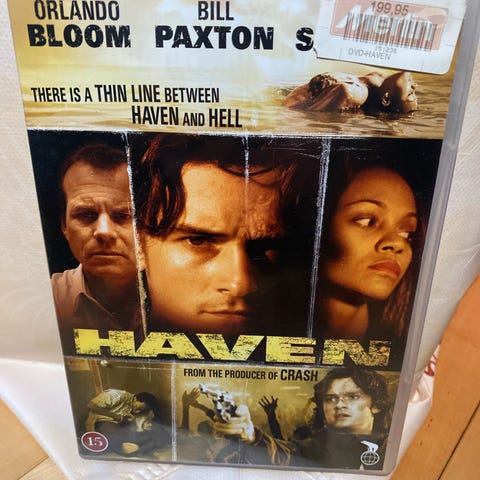 ORLANDO BILL
BLOOM PAXTON S
199,95
DVD-HAVEN
THERE IS A THIN LINE BETWEEN
HAVEN AND HELL
HAVEN
FROM THE PRODUCER OF CRASH
15